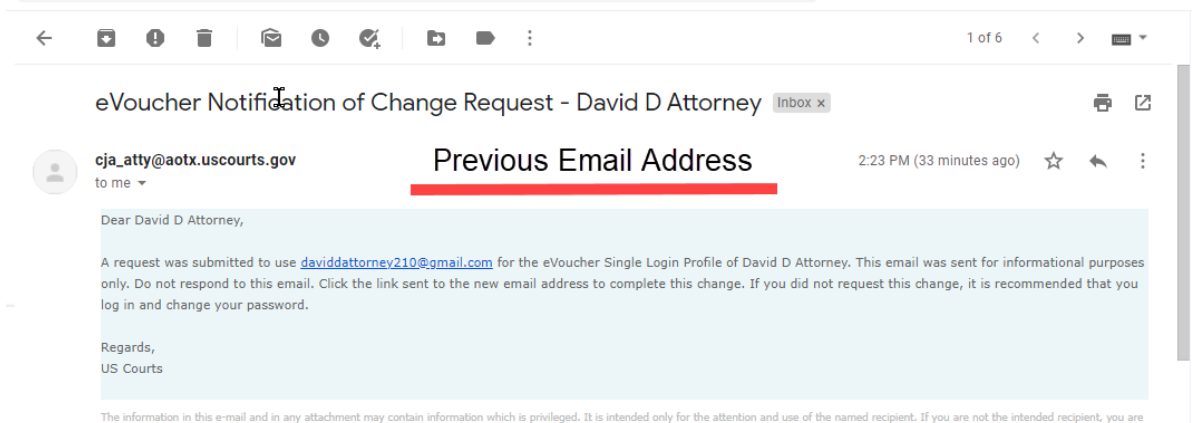 1 of 6
eVoucher Notification of Change Request - David D Attorney Inbox x
cja_atty@aotx.uscourts.gov
Previous Email Address
2:23 PM (33 minutes ago)
to me
Dear David D Attorney,
A request was submitted to use daviddattorney210@gmail.com for the eVoucher Single Login Profile of David D Attorney. This email was sent for informational purposes
only. Do not respond to this email. Click the link sent to the new email address to complete this change. If you did not request this change, it is recommended that you
log in and change your password.
Regards,
US Courts
The information in this e-mail and in any attachment may contain information which is privileged. It is intended only for the attention and use of the named recipient. If you are not the intended recipient, you are